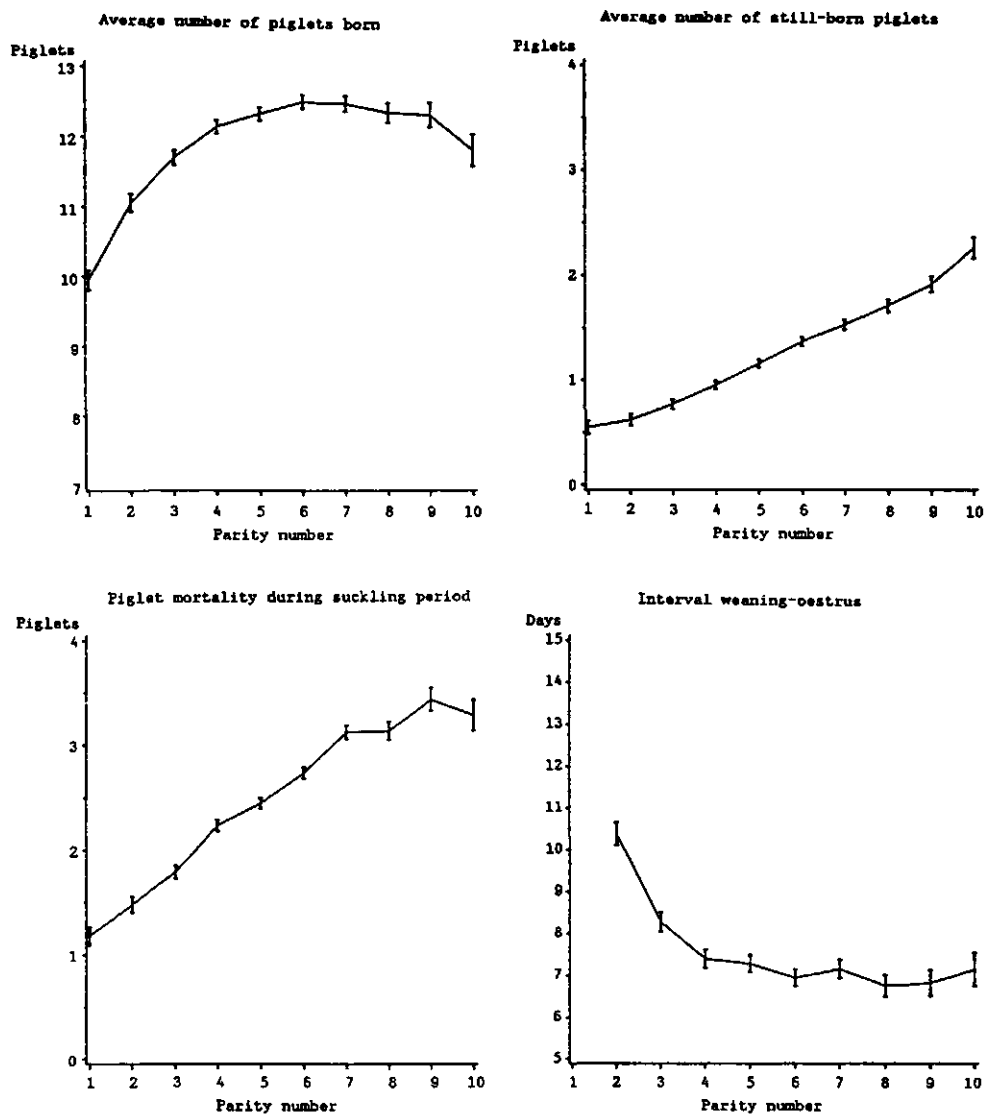 Average number of piglets born
Piglets
13
12
11
10
9
8
7
1 2 3 4 5 6 7 8 9 10
Parity number
Average number of still-born piglets
Piglets
4
3
2
1
0
1 2 3 4 5 6 7 8 9 10
Parity number
Piglet mortality during suckling period
Piglets
4
3
2
1
0
1 2 3 4 5 6 7 8 9 10
Parity number
Interval weaning-oestrus
Days
15
14
13
12
11
10
9
8
7
6
5
1 2 3 4 5 6 7 8 9 10
Parity number